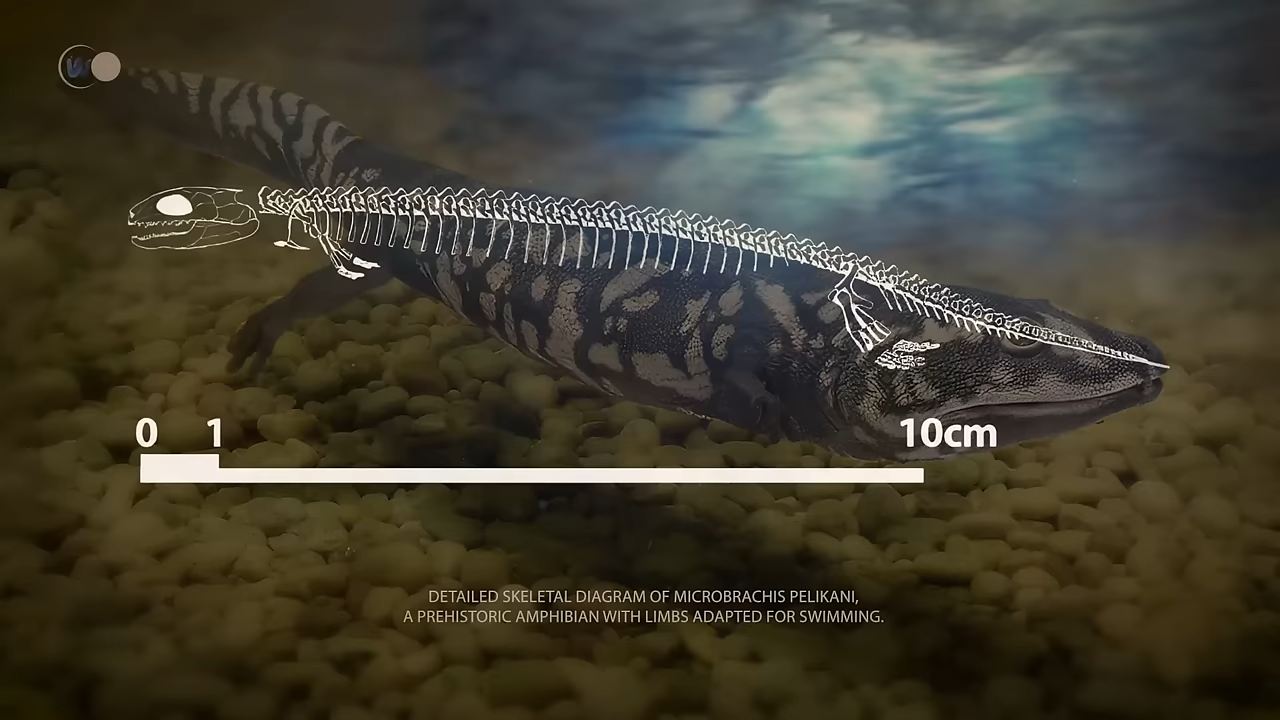 0 1 10cm
DETAILED SKELETAL DIAGRAM OF MICROBRACHIS PELIKANI,
A PREHISTORIC AMPHIBIAN WITH LIMBS ADAPTED FOR SWIMMING.